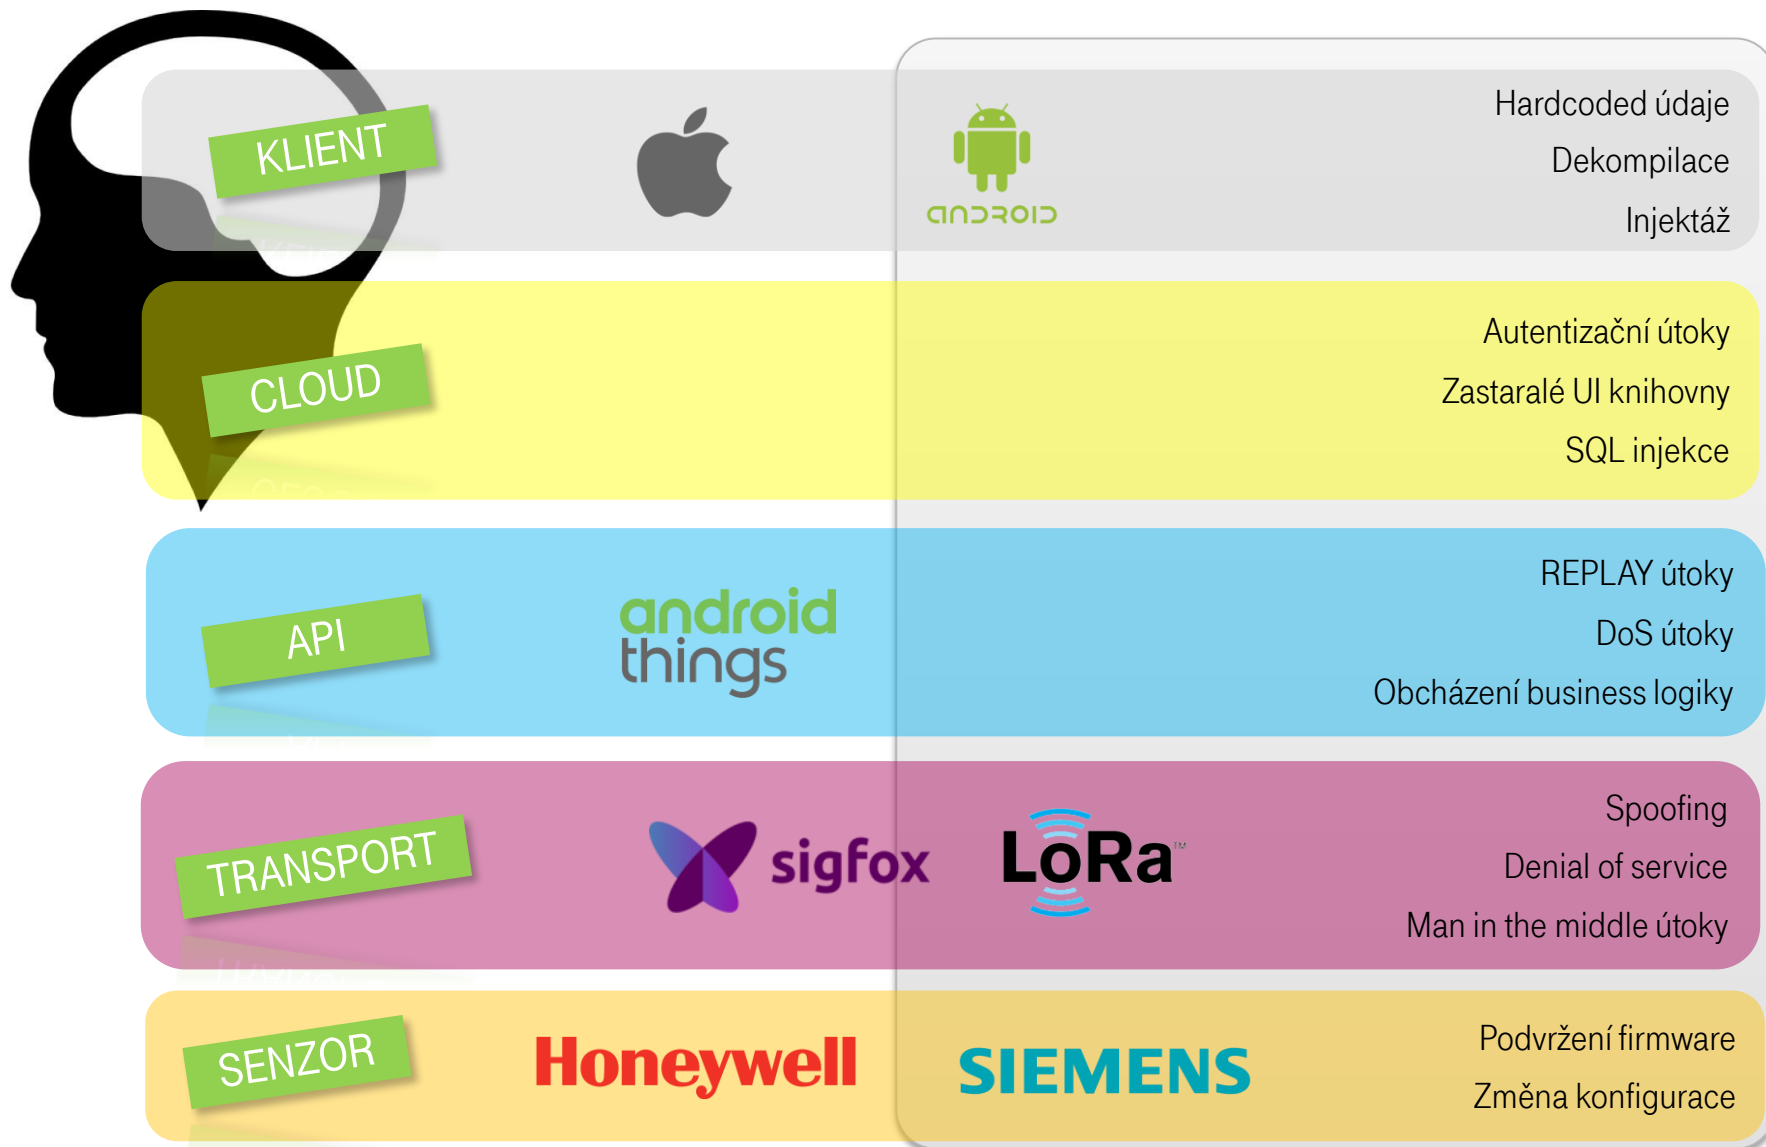 KLIENT
android
Hardcoded údaje
Dekompilace
Injektáž
CLOUD
Autentizační útoky
Zastaralé UI knihovny
SQL injekce
API
android
things
REPLAY útoky
DoS útoky
Obcházení business logiky
TRANSPORT
sigfox
LoRa™
Spoofing
Denial of service
Man in the middle útoky
SENZOR
Honeywell
SIEMENS
Podvržení firmware
Změna konfigurace